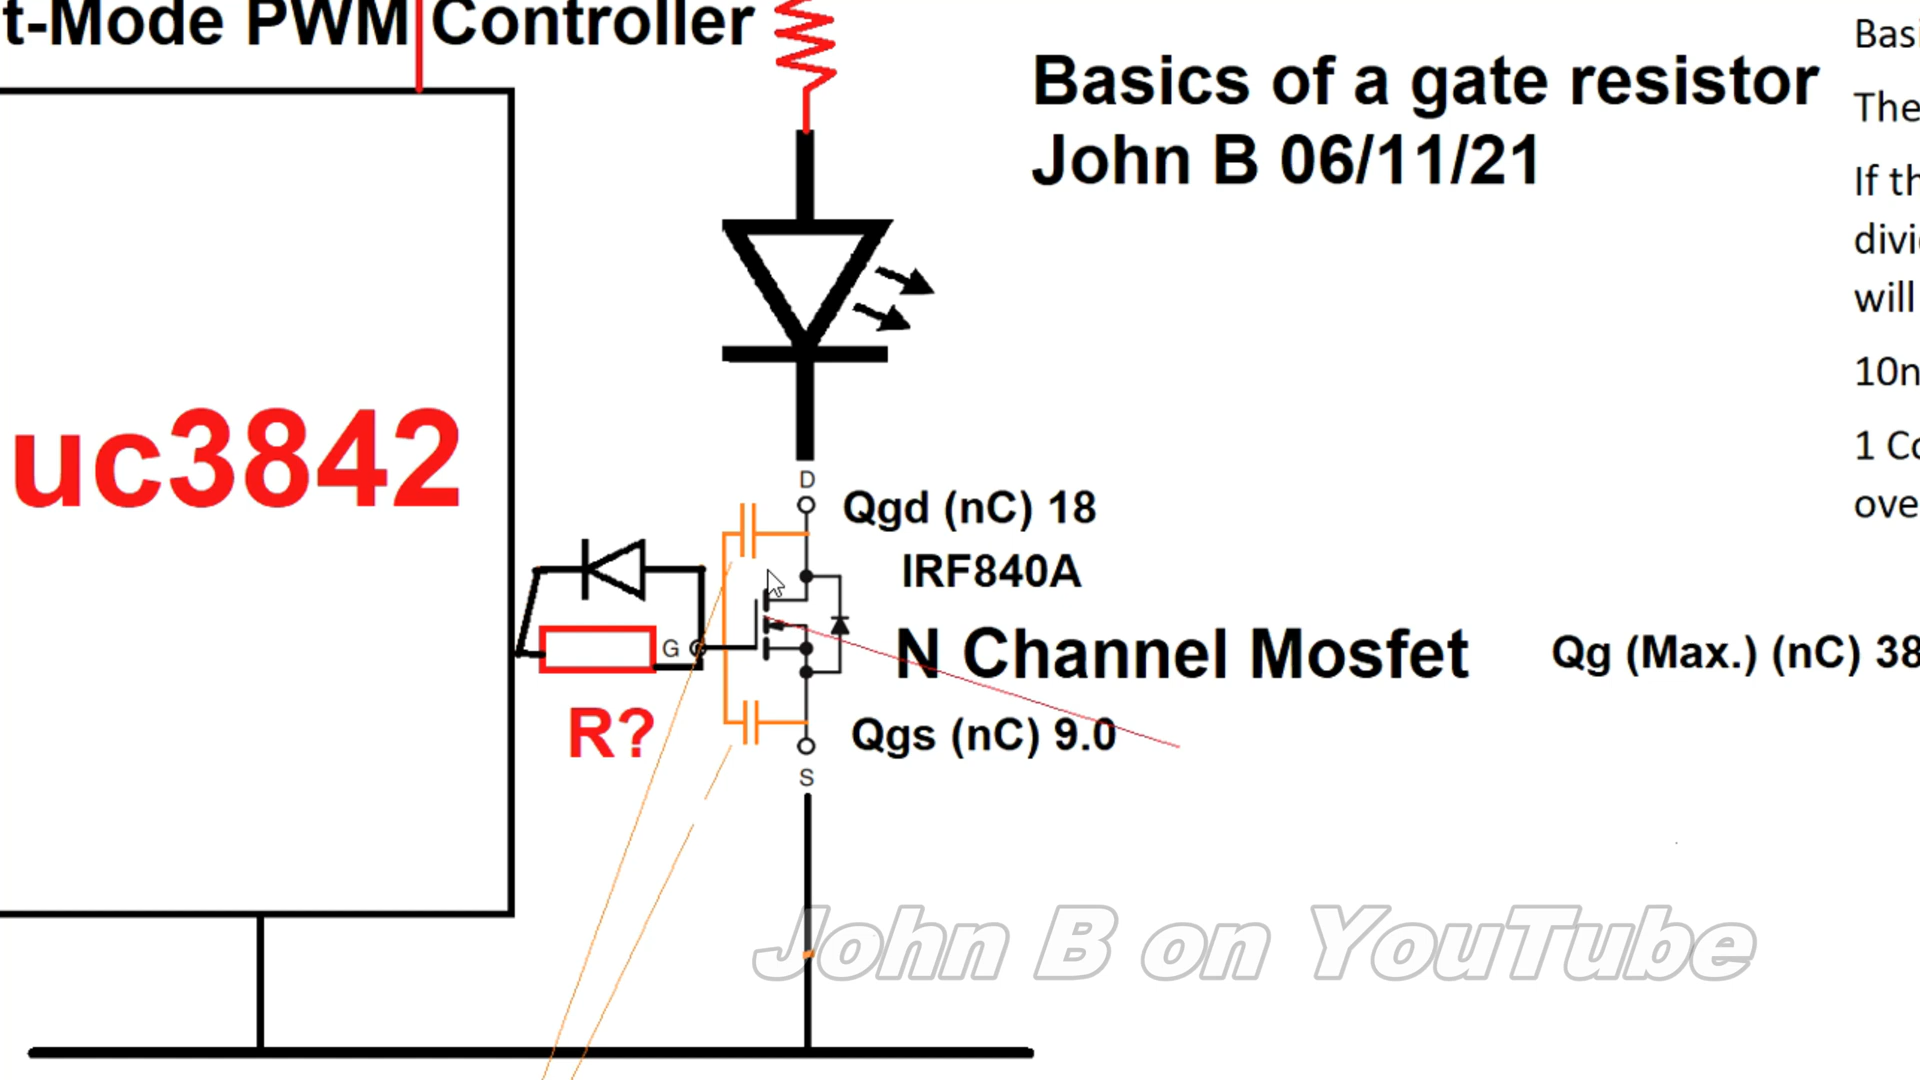 t-Mode PWM Controller
Basics of a gate resistor
John B 06/11/21
uc3842
D
Qgd (nC) 18
IRF840A
G
N Channel Mosfet
Qg (Max.) (nC) 38
R?
Qgs (nC) 9.0
S
John B on YouTube
Basi
The
If th
divi
will
10n
1 Co
ove